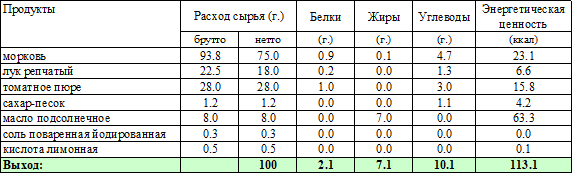 Продукты Расход сырья (г.) Белки Жиры Углеводы Энергетическая ценность
брутто нетто (г.) (г.) (г.) (ккал)
морковь 93.8 75.0 0.9 0.1 4.7 23.1
лук репчатый 22.5 18.0 0.2 0.0 1.3 6.6
томатное пюре 28.0 28.0 1.0 0.0 3.0 15.8
сахар-песок 1.2 1.2 0.0 0.0 1.1 4.2
масло подсолнечное 8.0 8.0 0.0 7.0 0.0 63.3
соль поваренная йодированная 0.3 0.3 0.0 0.0 0.0 0.0
кислота лимонная 0.5 0.5 0.0 0.0 0.0 0.1
Выход: 100 2.1 7.1 10.1 113.1